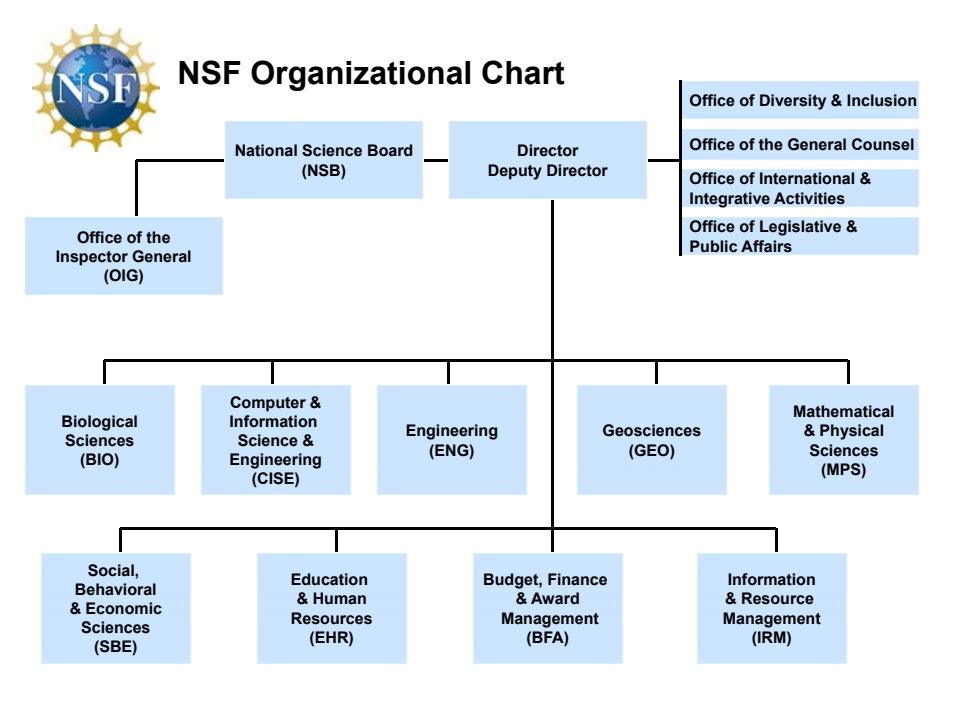 NSF
NSF Organizational Chart
Office of Diversity & Inclusion
National Science Board
(NSB)
Director
Deputy Director
Office of the General Counsel
Office of International &
Integrative Activities
Office of Legislative &
Public Affairs
Office of the
Inspector General
(OIG)
Biological
Sciences
(BIO)
Computer &
Information
Science &
Engineering
(CISE)
Engineering
(ENG)
Geosciences
(GEO)
Mathematical
& Physical
Sciences
(MPS)
Social,
Behavioral
& Economic
Sciences
(SBE)
Education
& Human
Resources
(EHR)
Budget, Finance
& Award
Management
(BFA)
Information
& Resource
Management
(IRM)